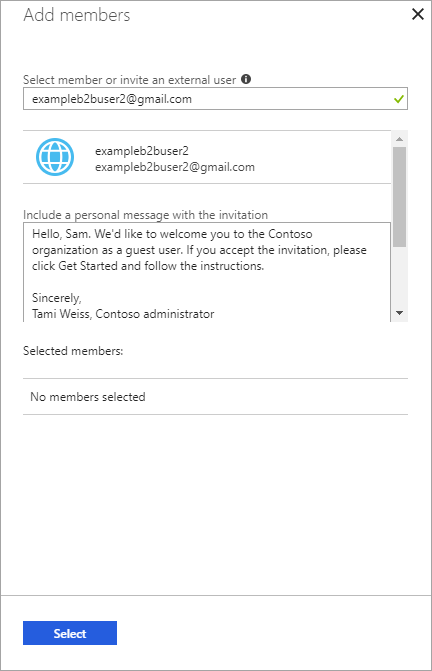 Add members
Select member or invite an external user
exampleb2buser2@gmail.com
exampleb2buser2
exampleb2buser2@gmail.com
Include a personal message with the invitation
Hello, Sam. We'd like to welcome you to the Contoso
organization as a guest user. If you accept the invitation, please
click Get Started and follow the instructions.
Sincerely,
Tami Weiss, Contoso administrator
Selected members:
No members selected
Select